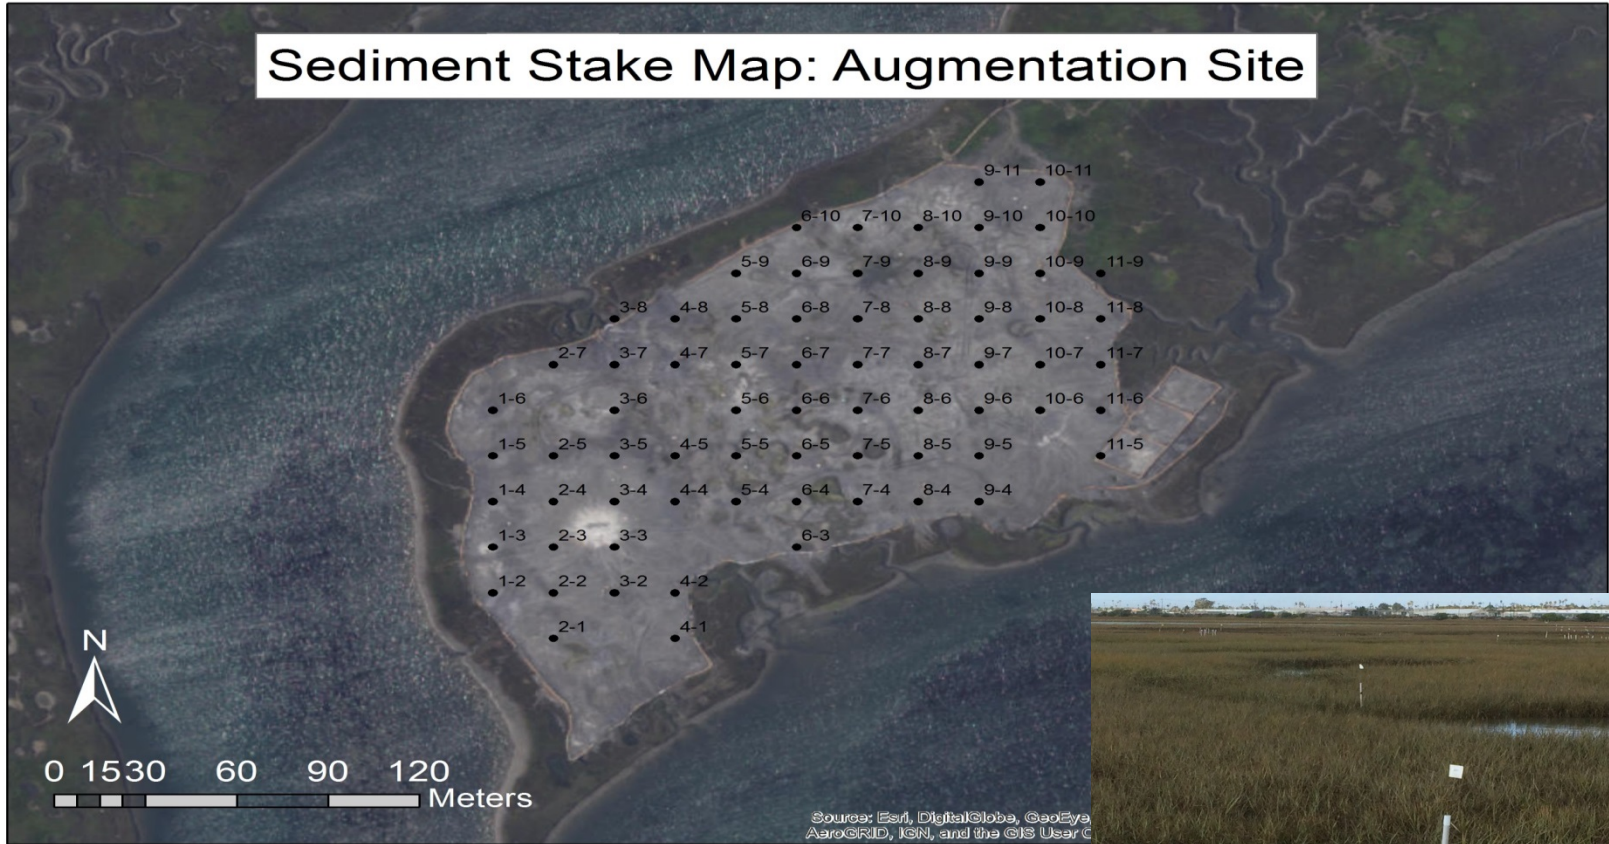 Sediment Stake Map: Augmentation Site
9-11 10-11
6-10 7-10 8-10 9-10 10-10
5-9 6-9 7-9 8-9 9-9 10-9 11-9
3-8 4-8 5-8 6-8 7-8 8-8 9-8 10-8 11-8
2-7 3-7 4-7 5-7 6-7 7-7 8-7 9-7 10-7 11-7
1-6 3-6 5-6 6-6 7-6 8-6 9-6 10-6 11-6
1-5 2-5 3-5 4-5 5-5 6-5 7-5 8-5 9-5 11-5
1-4 2-4 3-4 4-4 5-4 6-4 7-4 8-4 9-4
1-3 2-3 3-3 6-3
1-2 2-2 3-2 4-2
2-1 4-1
N
0 15 30 60 90 120
Meters
Source: Esri, DigitalGlobe, GeoEye,
AeroGRID, IGN, and the GIS User